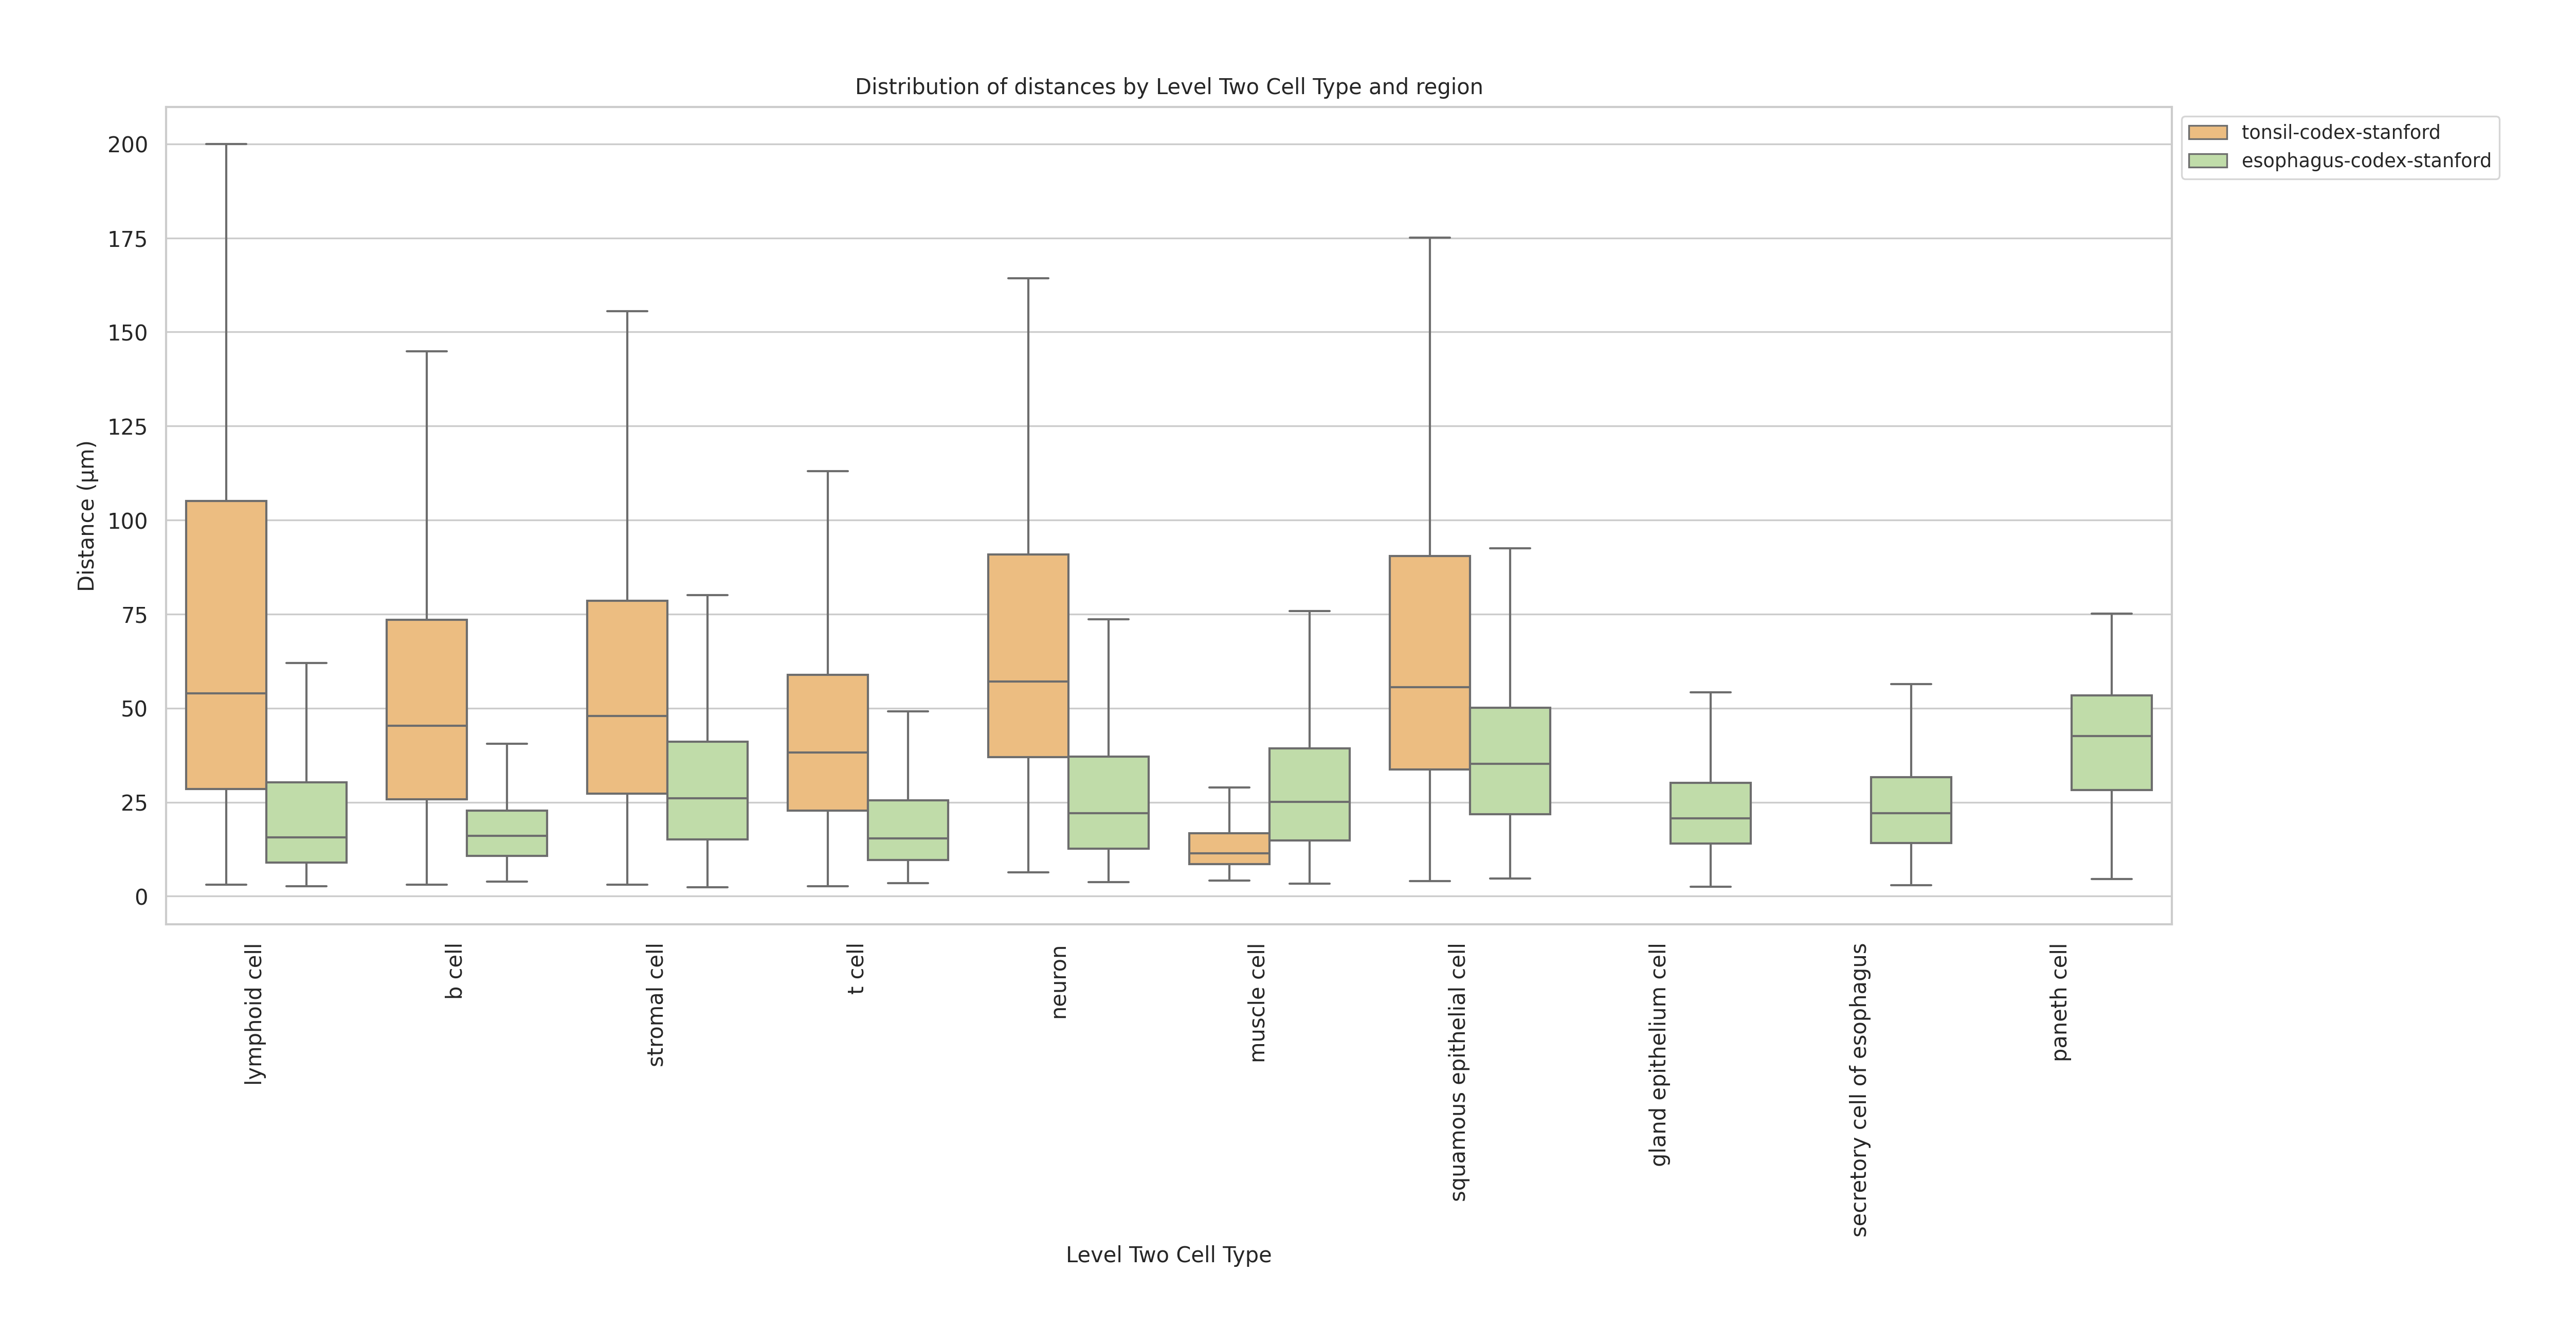 Distribution of distances by Level Two Cell Type and region
tonsil-codex-stanford
esophagus-codex-stanford
Distance (µm)
200
175
150
125
100
75
50
25
0
lymphoid cell
b cell
stromal cell
t cell
neuron
muscle cell
squamous epithelial cell
gland epithelium cell
secretory cell of esophagus
paneth cell
Level Two Cell Type